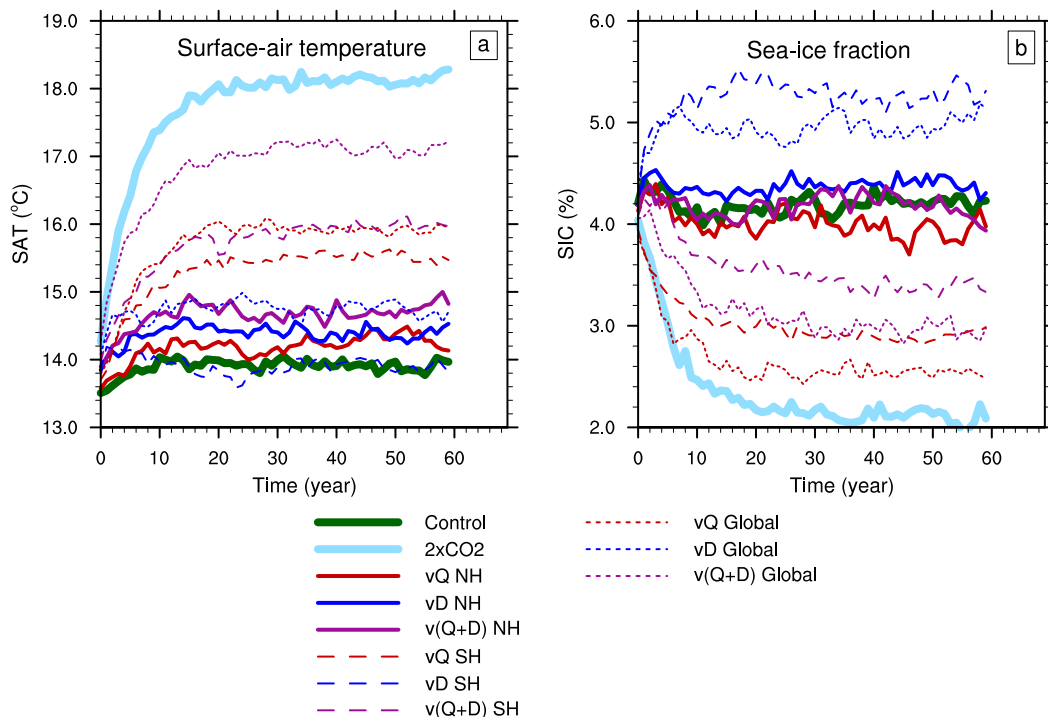 Surface-air temperature
a
19.0
18.0
17.0
16.0
15.0
14.0
13.0
SAT (°C)
0 10 20 30 40 50 60
Time (year)
Sea-ice fraction
b
6.0
5.0
4.0
3.0
2.0
SIC (%)
0 10 20 30 40 50 60
Time (year)
Control
2xCO2
vQ NH
vD NH
v(Q+D) NH
vQ SH
vD SH
v(Q+D) SH
vQ Global
vD Global
v(Q+D) Global